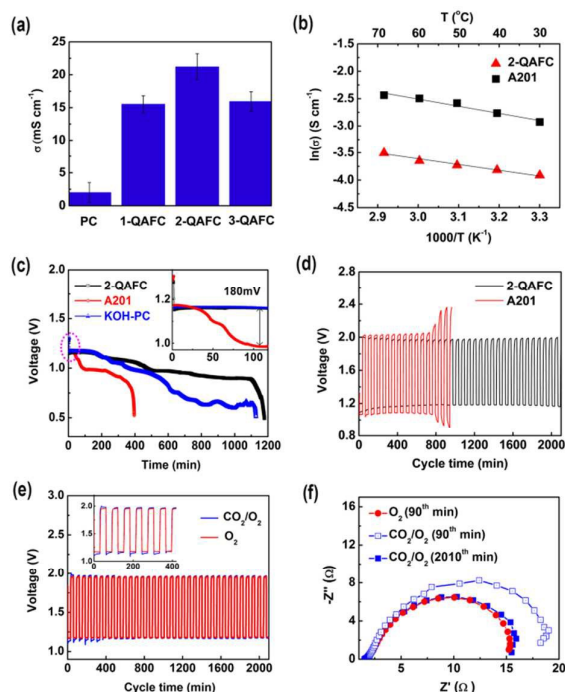 (a)
σ (mS cm⁻¹)
25
20
15
10
5
0
PC 1-QAFC 2-QAFC 3-QAFC
(b)
T (°C)
70 60 50 40 30
2-QAFC
A201
ln(σ) (S cm⁻¹)
-1.5
-2.0
-2.5
-3.0
-3.5
-4.0
-4.5
-5.0
2.9 3.0 3.1 3.2 3.3
1000/T (K⁻¹)
(c)
2-QAFC
A201
KOH-PC
180mV
1.2
1.0
0 50 100
Voltage (V)
2.0
1.5
1.0
0.5
0 200 400 600 800 1000 1200
Time (min)
(d)
2-QAFC
A201
Voltage (V)
2.8
2.4
2.0
1.6
1.2
0.8
0 400 800 1200 1600 2000
Cycle time (min)
(e)
2.0
1.5
1.0
0 200 400
CO₂/O₂
O₂
Voltage (V)
3.0
2.5
2.0
1.5
1.0
0 400 800 1200 1600 2000
Cycle time (min)
(f)
O₂ (90th min)
CO₂/O₂ (90th min)
CO₂/O₂ (2010th min)
-Z'' (Ω)
-16
-12
-8
-4
0
5 10 15 20
Z' (Ω)